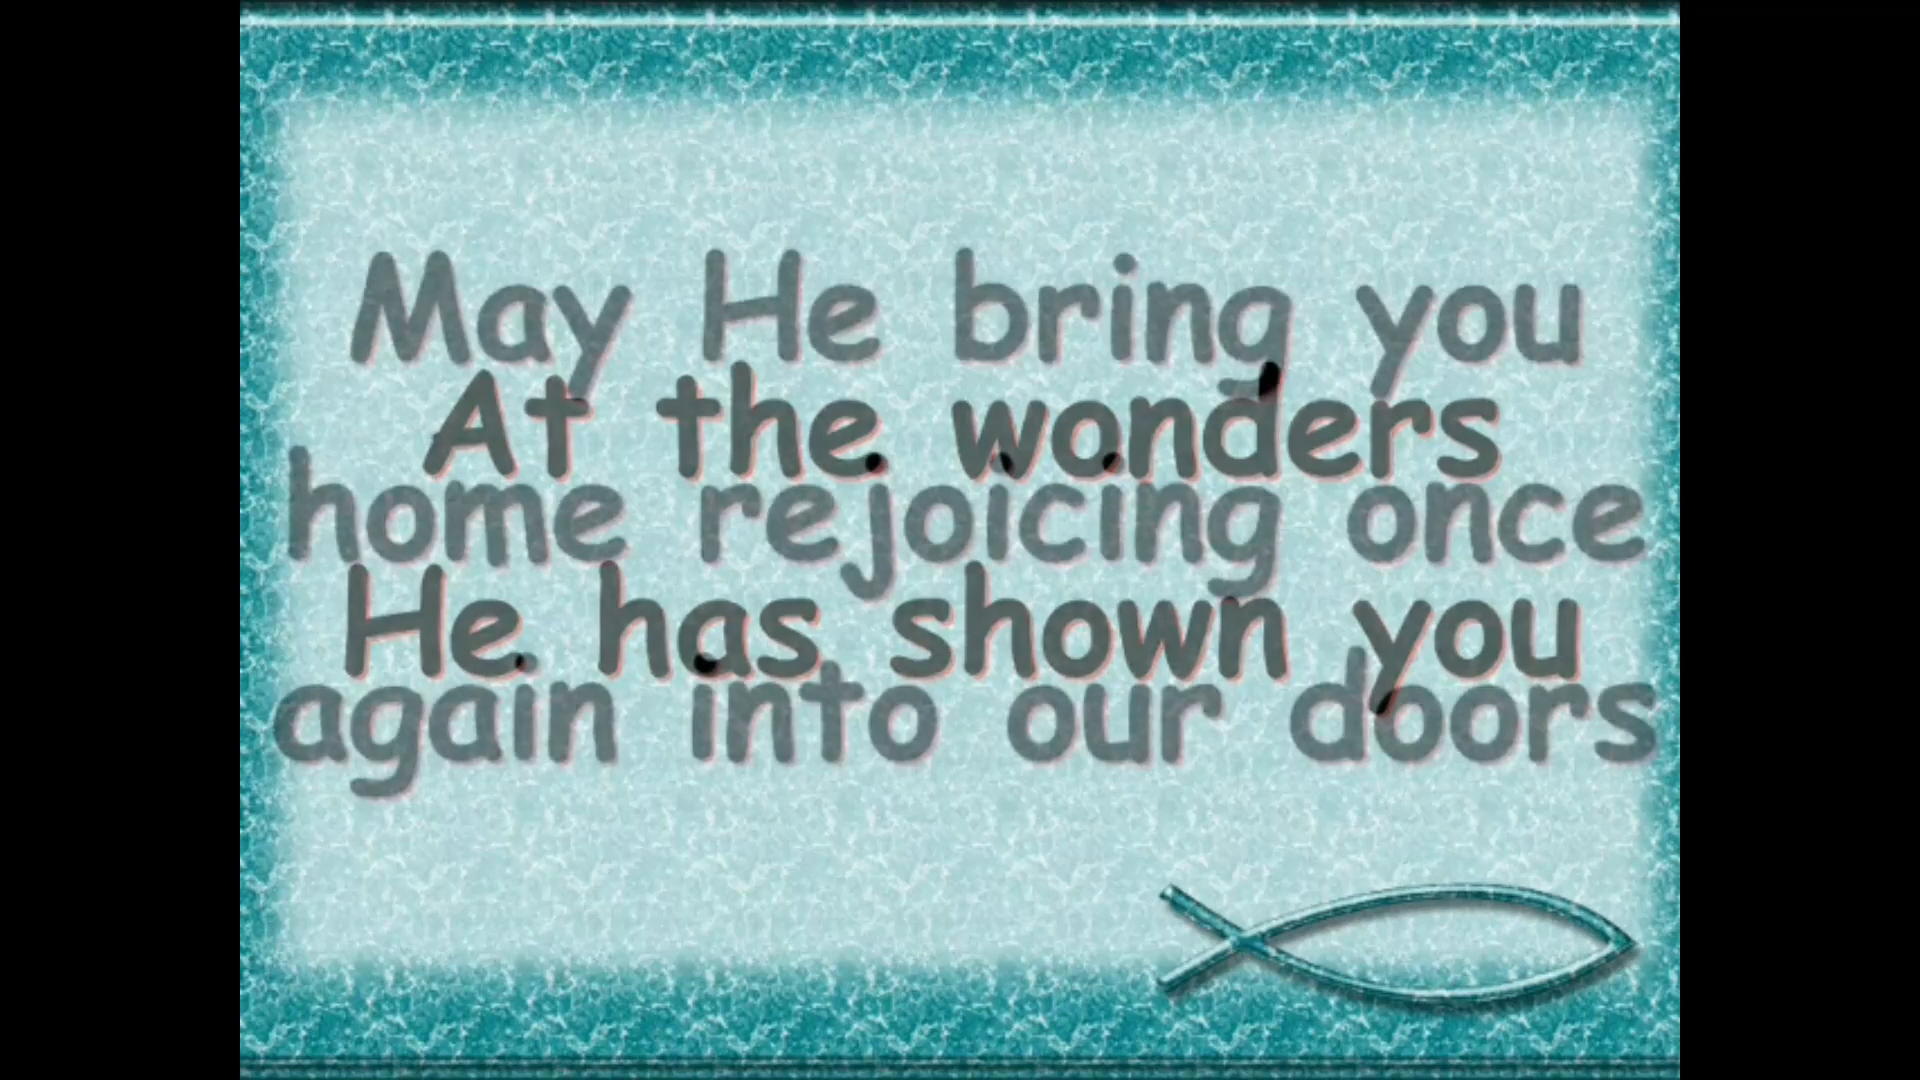 May He bring you
At the wonders
home rejoicing once
He has shown you
again into our doors